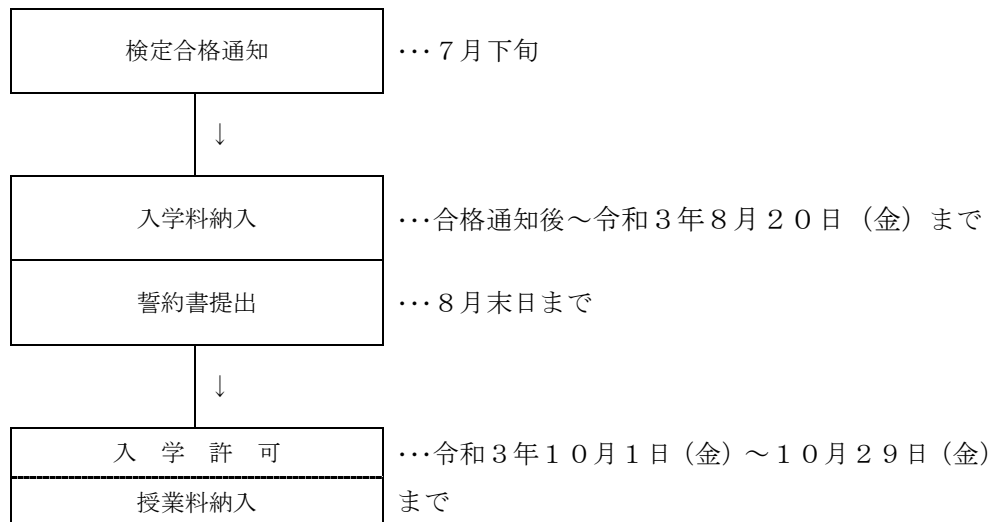 検定合格通知 ･･･７月下旬
↓
入学料納入 ･･･合格通知後～令和３年８月２０日（金）まで
誓約書提出 ･･･８月末日まで
↓
入　学　許　可 ･･･令和３年１０月１日（金）～１０月２９日（金）
授業料納入 まで